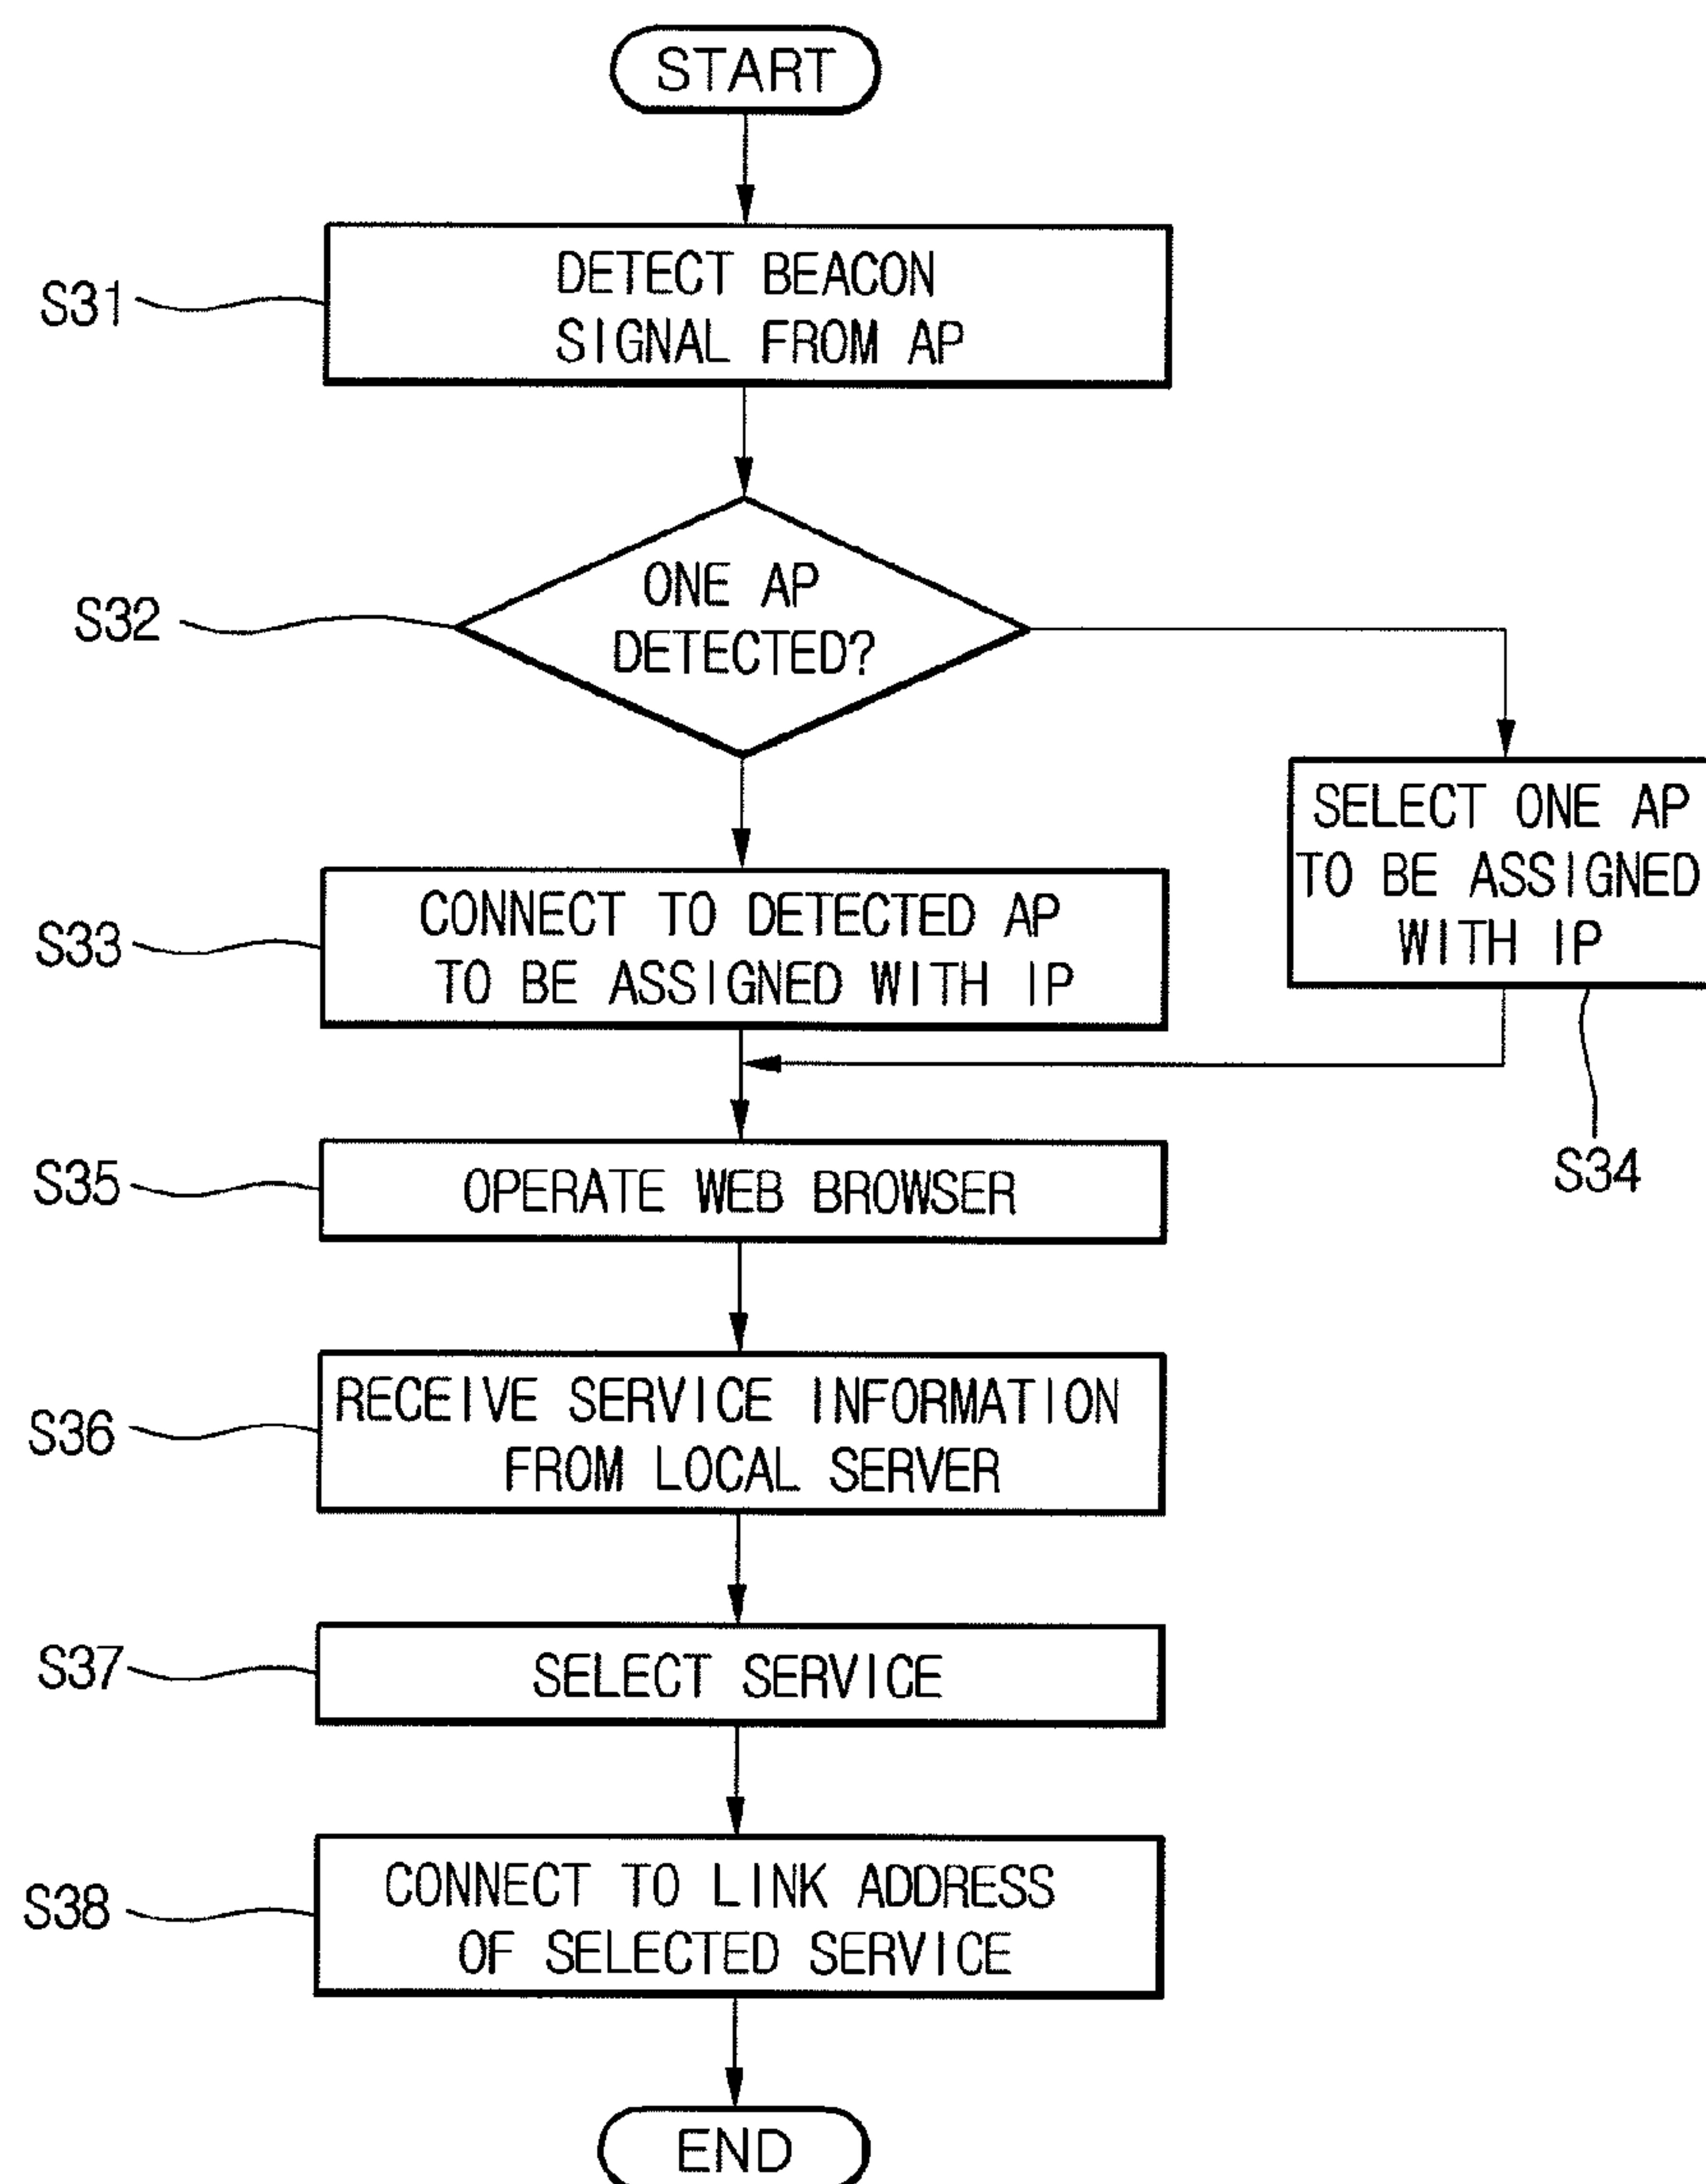 START
S31
DETECT BEACON
SIGNAL FROM AP
S32
ONE AP
DETECTED?
SELECT ONE AP
TO BE ASSIGNED
WITH IP
S34
S33
CONNECT TO DETECTED AP
TO BE ASSIGNED WITH IP
S35
OPERATE WEB BROWSER
S36
RECEIVE SERVICE INFORMATION
FROM LOCAL SERVER
S37
SELECT SERVICE
S38
CONNECT TO LINK ADDRESS
OF SELECTED SERVICE
END